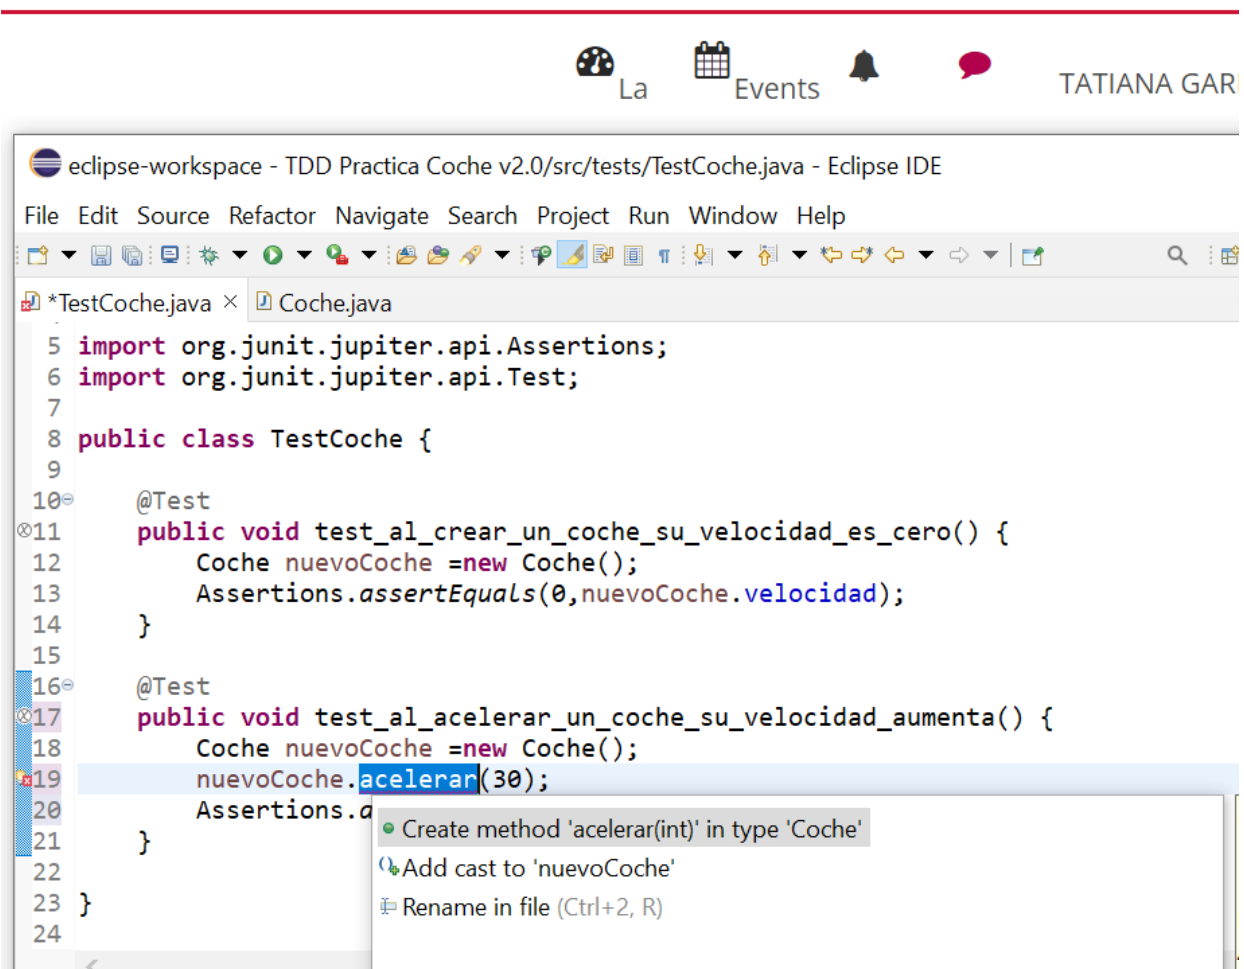 La Events TATIANA GAR
eclipse-workspace - TDD Practica Coche v2.0/src/tests/TestCoche.java - Eclipse IDE
File Edit Source Refactor Navigate Search Project Run Window Help
*TestCoche.java Coche.java
5 import org.junit.jupiter.api.Assertions;
6 import org.junit.jupiter.api.Test;
7
8 public class TestCoche {
9
10 @Test
11 public void test_al_crear_un_coche_su_velocidad_es_cero() {
12 Coche nuevoCoche =new Coche();
13 Assertions.assertEquals(0,nuevoCoche.velocidad);
14 }
15
16 @Test
17 public void test_al_acelerar_un_coche_su_velocidad_aumenta() {
18 Coche nuevoCoche =new Coche();
19 nuevoCoche.acelerar(30);
20 Assertions.a
Create method 'acelerar(int)' in type 'Coche'
21 }
Add cast to 'nuevoCoche'
22
23 }
Rename in file (Ctrl+2, R)
24